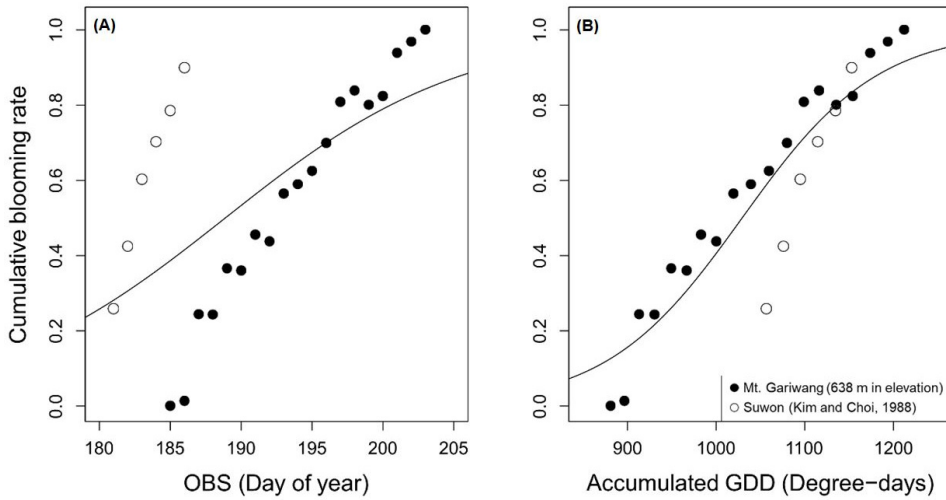 (A)
Cumulative blooming rate
1.0
0.8
0.6
0.4
0.2
0.0
180 185 190 195 200 205
OBS (Day of year)
(B)
1.0
0.8
0.6
0.4
0.2
0.0
Mt. Gariwang (638 m in elevation)
Suwon (Kim and Choi, 1988)
900 1000 1100 1200
Accumulated GDD (Degree−days)